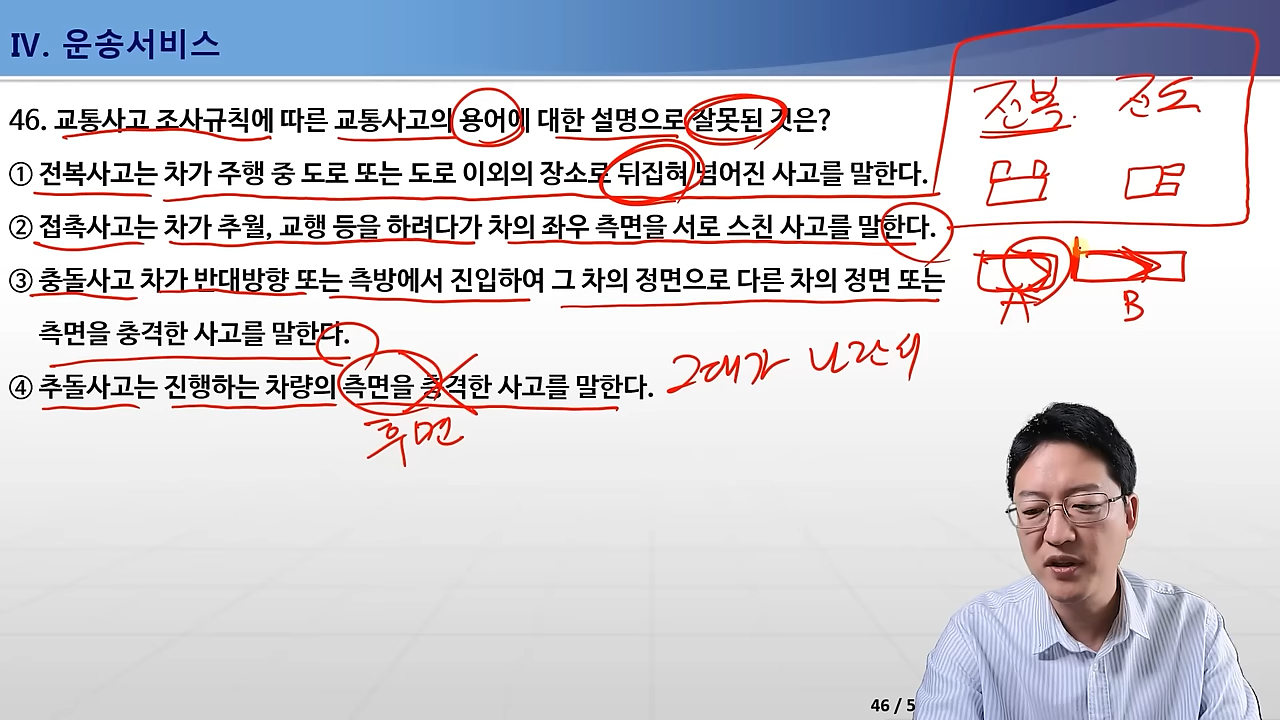 Ⅳ. 운송서비스
46. 교통사고 조사규칙에 따른 교통사고의 용어에 대한 설명으로 잘못된 것은?
① 전복사고는 차가 주행 중 도로 또는 도로 이외의 장소로 뒤집혀 넘어진 사고를 말한다.
② 접촉사고는 차가 추월, 교행 등을 하려다가 차의 좌우 측면을 서로 스친 사고를 말한다.
③ 충돌사고 차가 반대방향 또는 측방에서 진입하여 그 차의 정면으로 다른 차의 정면 또는
측면을 충격한 사고를 말한다.
④ 추돌사고는 진행하는 차량의 측면을 충격한 사고를 말한다.
후면
전복. 전도
A B
46 / 5